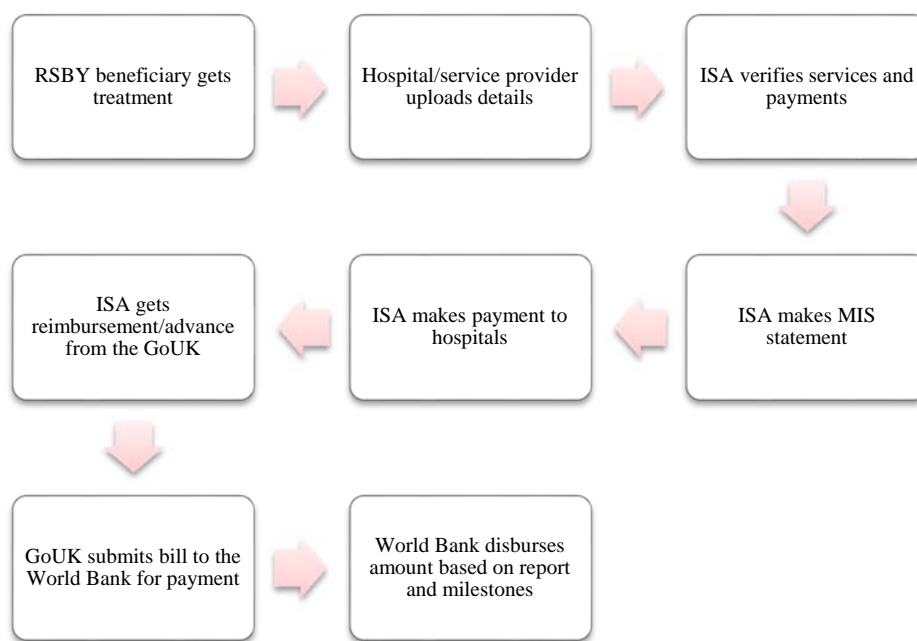 RSBY beneficiary gets
treatment
Hospital/service provider
uploads details
ISA verifies services and
payments
ISA makes MIS
statement
ISA makes payment to
hospitals
ISA gets
reimbursement/advance
from the GoUK
GoUK submits bill to the
World Bank for payment
World Bank disburses
amount based on report
and milestones